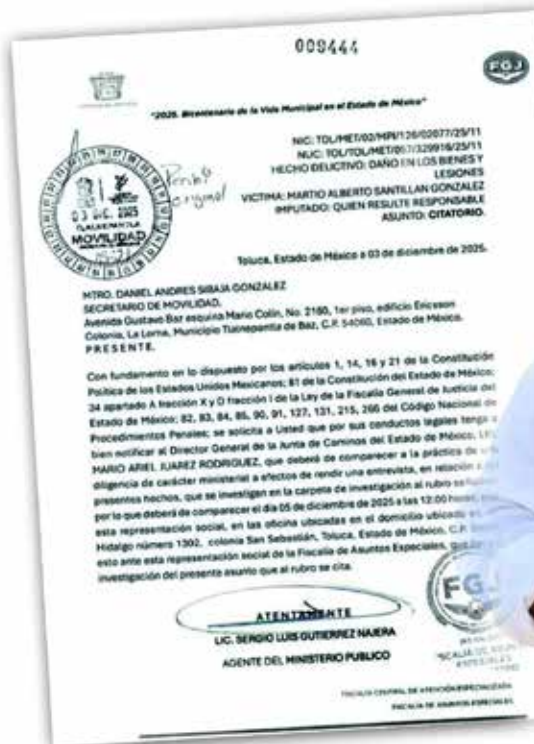 009444
FGJ
"2025. Bicentenario de la Vida Municipal en el Estado de México"
NIC: TOL/MET/02/MPI/126/02077/25/11
NUC: TOL/TOL/MET/067/329916/25/11
HECHO DELICTIVO: DAÑO EN LOS BIENES Y
LESIONES
VICTIMA: MARTIO ALBERTO SANTILLAN GONZALEZ
IMPUTADO: QUIEN RESULTE RESPONSABLE
ASUNTO: CITATORIO.
03 DIC. 2025
TLALNEPANTLA
MOVILIDAD
original
Toluca, Estado de México a 03 de diciembre de 2025.
MTRO. DANIEL ANDRES SIBAJA GONZALEZ
SECRETARIO DE MOVILIDAD.
Avenida Gustavo Baz esquina Mario Colín, No. 2160, 1er piso, edificio Ericsson
Colonia, La Loma, Municipio Tlalnepantla de Baz, C.P. 54060, Estado de México.
PRESENTE.
Con fundamento en lo dispuesto por los artículos 1, 14, 16 y 21 de la Constitución
Política de los Estados Unidos Mexicanos; 81 de la Constitución del Estado de México;
34 apartado A fracción X y D fracción I de la Ley de la Fiscalía General de Justicia del
Estado de México; 82, 83, 84, 85, 90, 91, 127, 131, 215, 266 del Código Nacional de
Procedimientos Penales; se solicita a Usted que por sus conductos legales tenga a
bien notificar al Director General de la Junta de Caminos del Estado de México,
MARIO ARIEL JUAREZ RODRIGUEZ, que deberá de comparecer a la práctica de
diligencia de carácter ministerial a efectos de rendir una entrevista, en relación a
presentes hechos, que se investigan en la carpeta de investigación al rubro
por lo que deberá de comparecer el día 05 de diciembre de 2025 a las 12:00 horas,
esta representación social, en las oficina ubicadas en el domicilio ubicado
Hidalgo número 1302, colonia San Sebastián, Toluca, Estado de México, C.P.
esto ante esta representación social de la Fiscalía de Asuntos Especiales,
investigación del presente asunto que al rubro se cita.
ATENTAMENTE
LIC. SERGIO LUIS GUTIERREZ NAJERA
AGENTE DEL MINISTERIO PUBLICO
FGJ
FISCALIA CENTRAL DE ATENCIÓN ESPECIALIZADA
FISCALIA DE ASUNTOS ESPECIALES